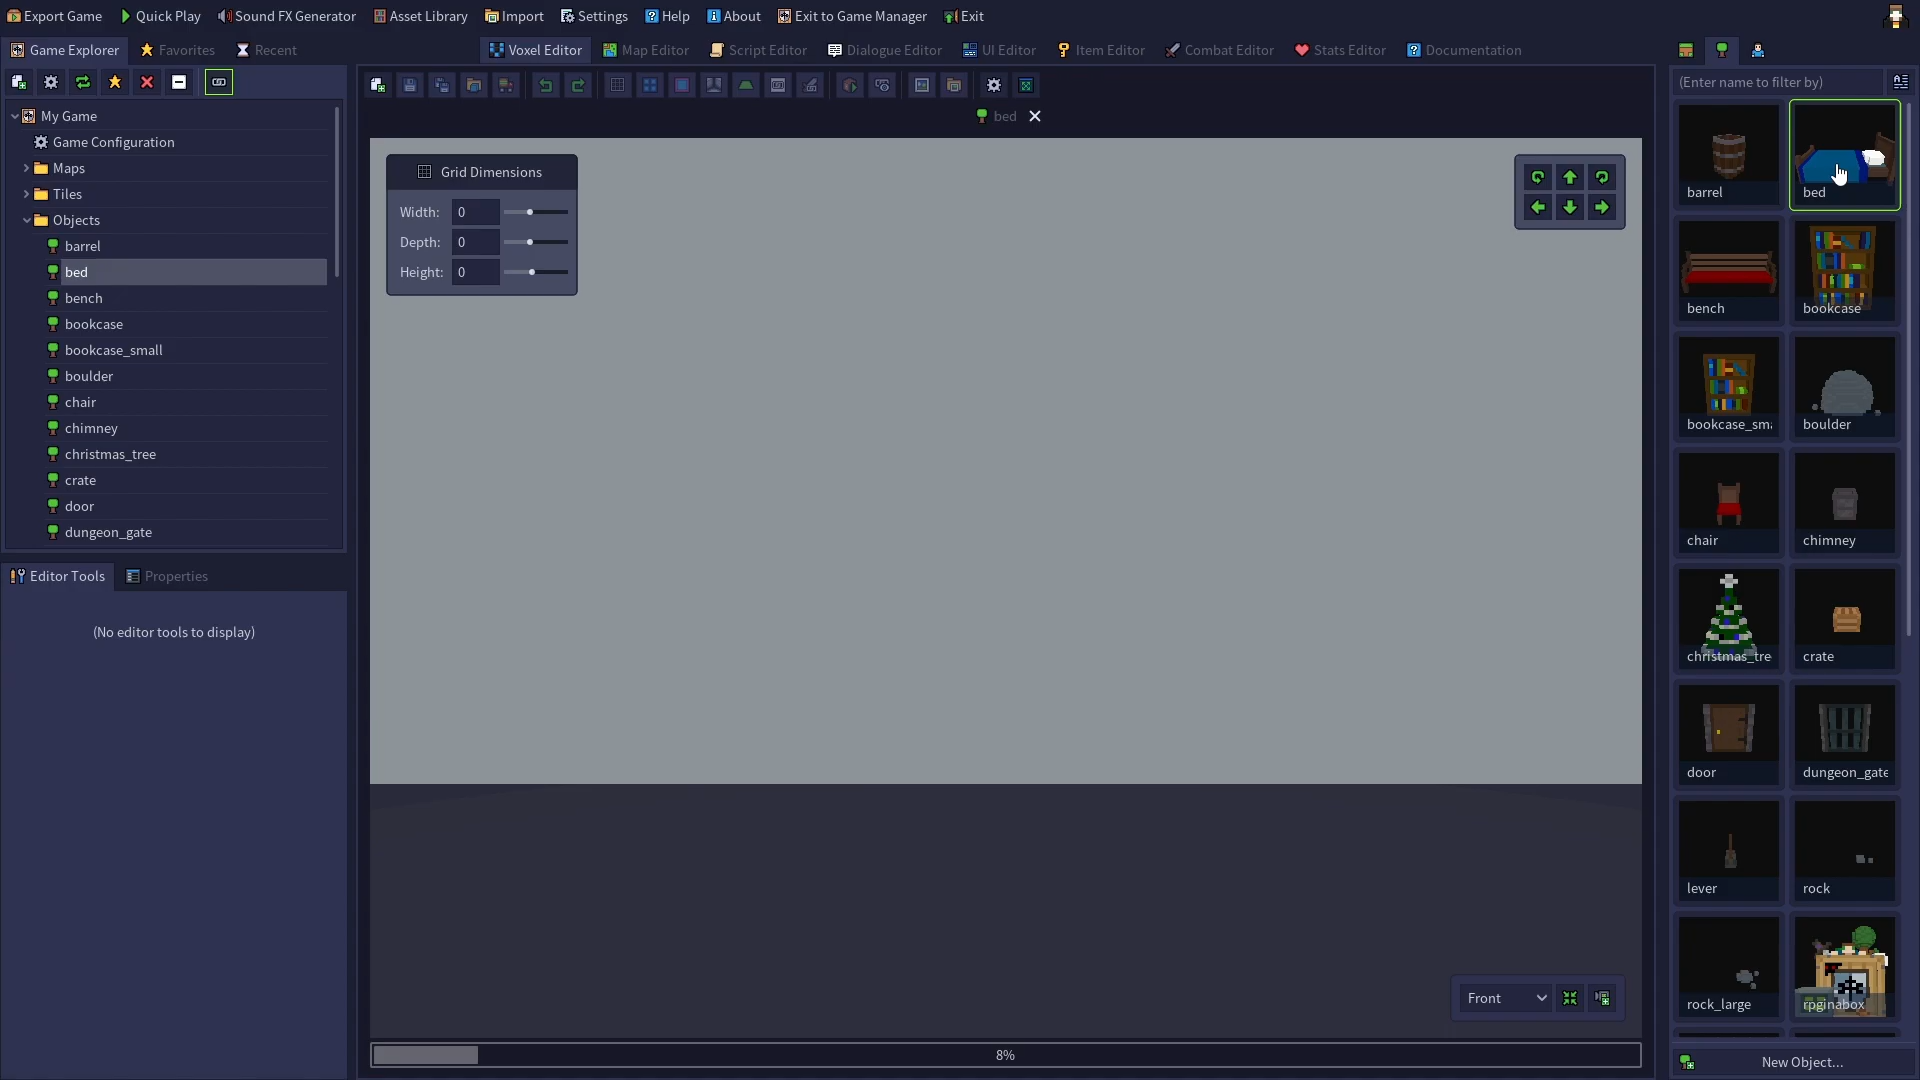 Export Game
Quick Play
Sound FX Generator
Asset Library
Import
Settings
Help
About
Exit to Game Manager
Exit
Game Explorer
Favorites
Recent
Voxel Editor
Map Editor
Script Editor
Dialogue Editor
UI Editor
Item Editor
Combat Editor
Stats Editor
Documentation
My Game
Game Configuration
Maps
Tiles
Objects
barrel
bed
bench
bookcase
bookcase_small
boulder
chair
chimney
christmas_tree
crate
door
dungeon_gate
Editor Tools
Properties
(No editor tools to display)
bed
Grid Dimensions
Width: 0
Depth: 0
Height: 0
Front
8%
(Enter name to filter by)
barrel
bed
bench
bookcase
bookcase_sma
boulder
chair
chimney
christmas_tre
crate
door
dungeon_gate
lever
rock
rock_large
rpginabox
New Object...